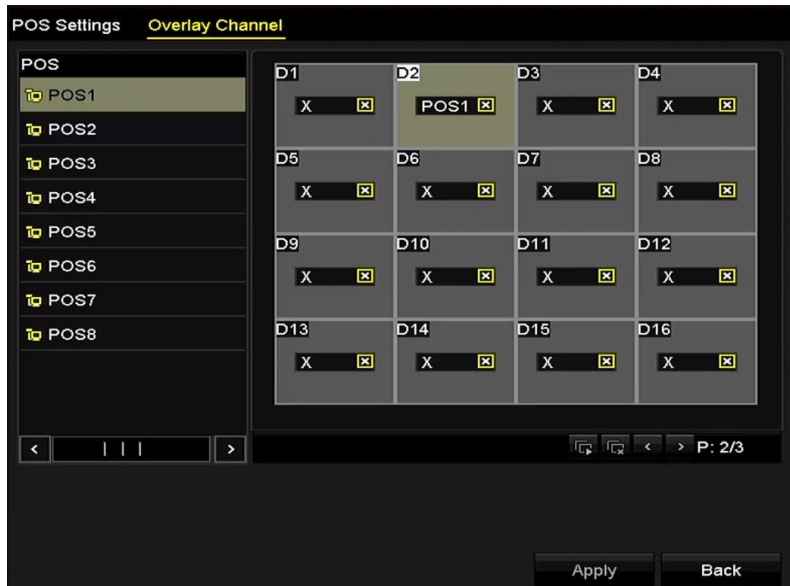 POS Settings Overlay Channel
POS
POS1
POS2
POS3
POS4
POS5
POS6
POS7
POS8
D1 D2 D3 D4
X POS1 X X
D5 D6 D7 D8
X X X X
D9 D10 D11 D12
X X X X
D13 D14 D15 D16
X X X X
P: 2/3
Apply Back